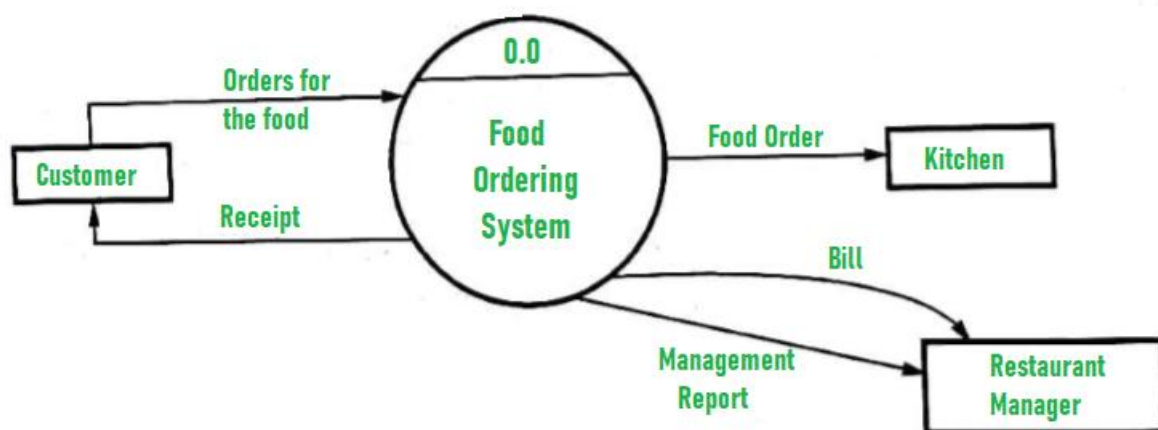 0.0
Orders for
the food
Food
Ordering
System
Food Order
Kitchen
Customer
Receipt
Bill
Management
Report
Restaurant
Manager